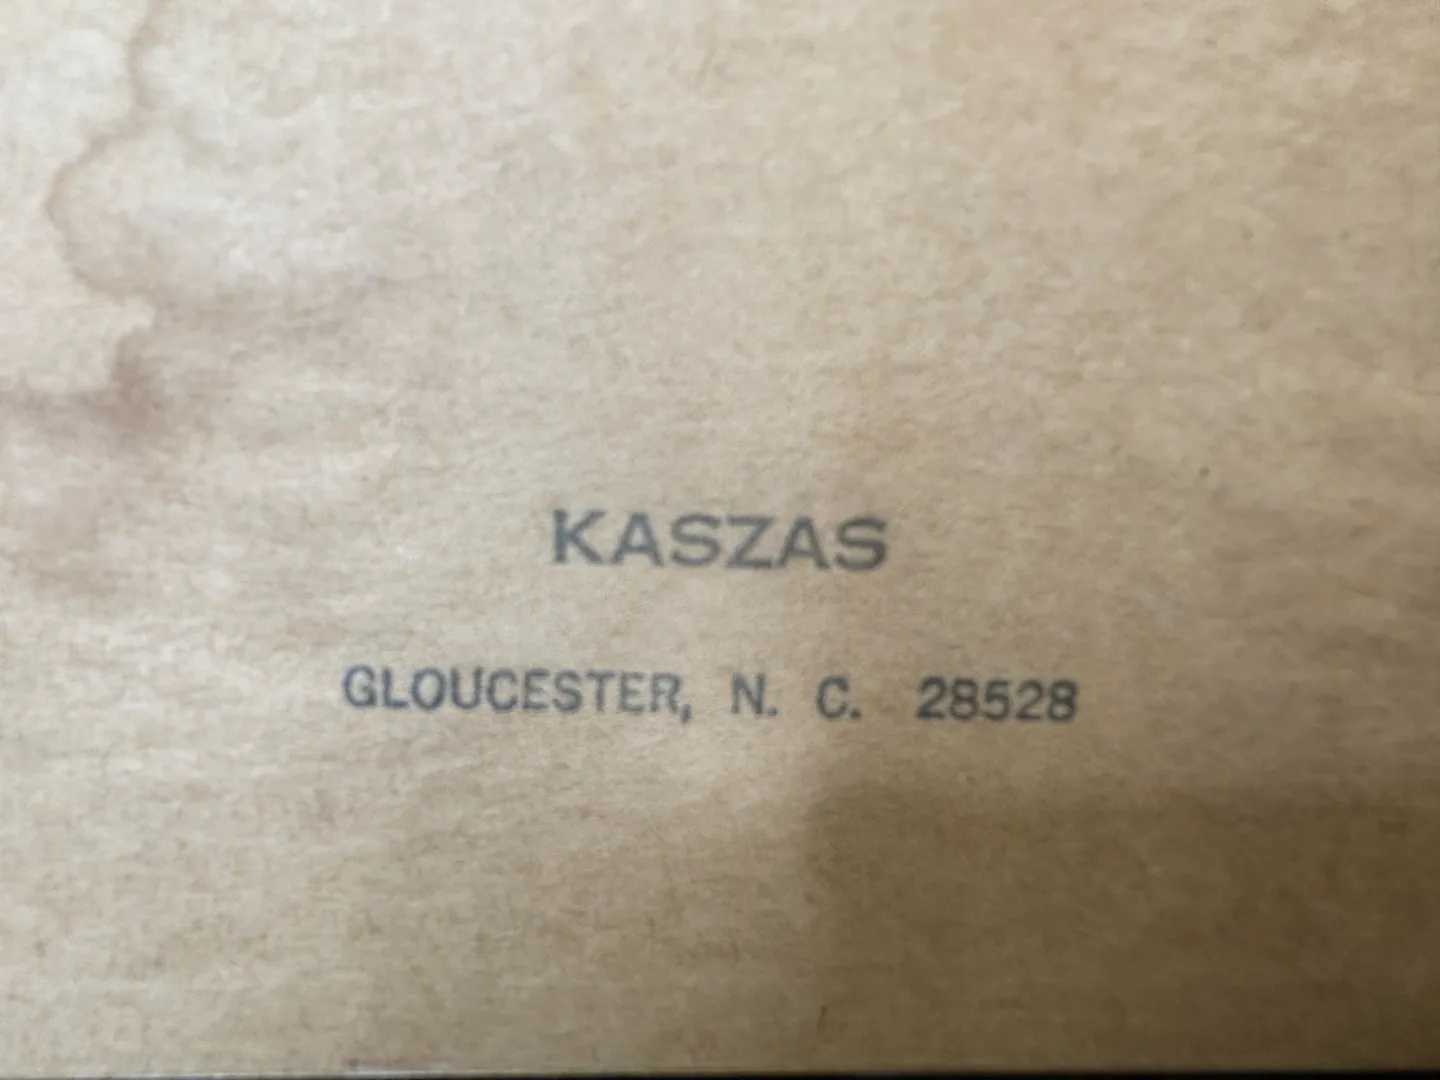 KASZAS
GLOUCESTER, N. C. 28528